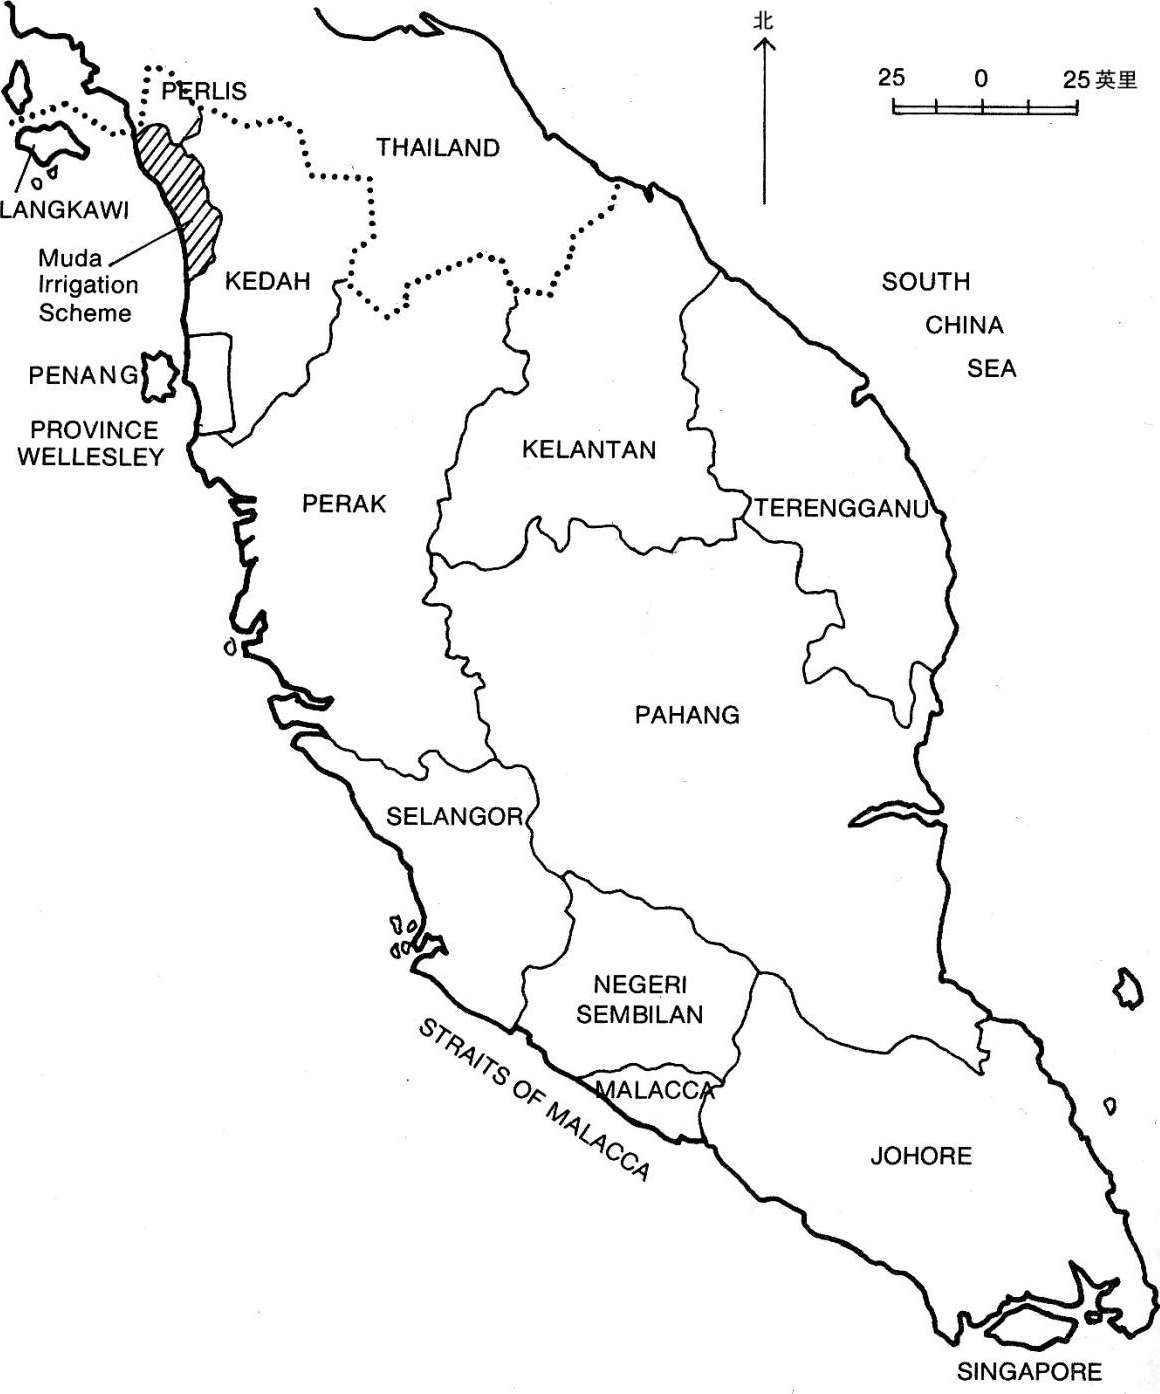 北
25 0 25英里
PERLIS
THAILAND
LANGKAWI
Muda
Irrigation
Scheme
KEDAH
SOUTH
CHINA
SEA
PENANG
PROVINCE
WELLESLEY
KELANTAN
PERAK
TERENGGANU
PAHANG
SELANGOR
NEGERI
SEMBILAN
STRAITS OF MALACCA
MALACCA
JOHORE
SINGAPORE